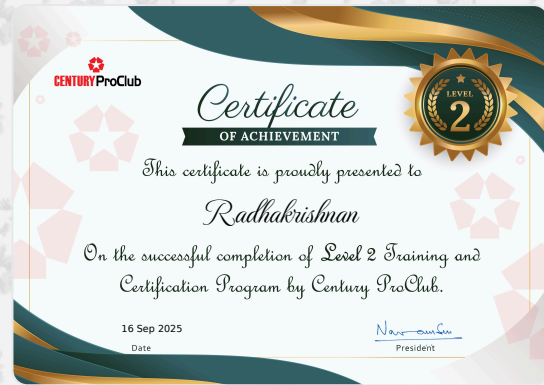 CENTURY ProClub
LEVEL
2
Certificate
OF ACHIEVEMENT
This certificate is proudly presented to
Radhakrishnan
On the successful completion of Level 2 Training and
Certification Program by Century ProClub.
16 Sep 2025
Date
President